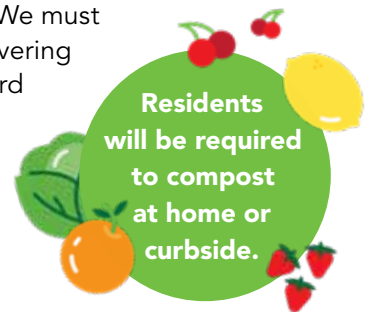 We must
vering
rd
Residents
will be required
to compost
at home or
curbside.